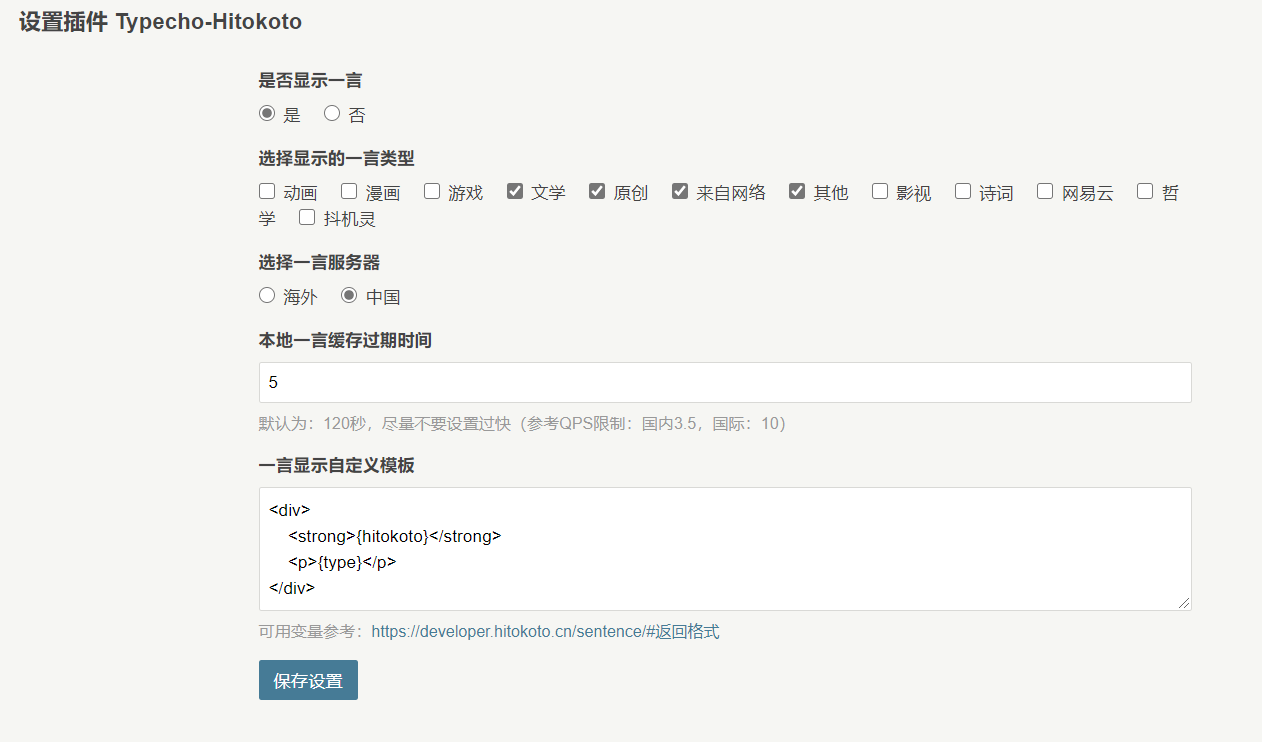 设置插件 Typecho-Hitokoto
是否显示一言
是 否
选择显示的一言类型
动画 漫画 游戏 文学 原创 来自网络 其他 影视 诗词 网易云 哲
学 抖机灵
选择一言服务器
海外 中国
本地一言缓存过期时间
5
默认为：120秒，尽量不要设置过快（参考QPS限制：国内3.5，国际：10）
一言显示自定义模板
<div>
<strong>{hitokoto}</strong>
<p>{type}</p>
</div>
可用变量参考：https://developer.hitokoto.cn/sentence/#返回格式
保存设置